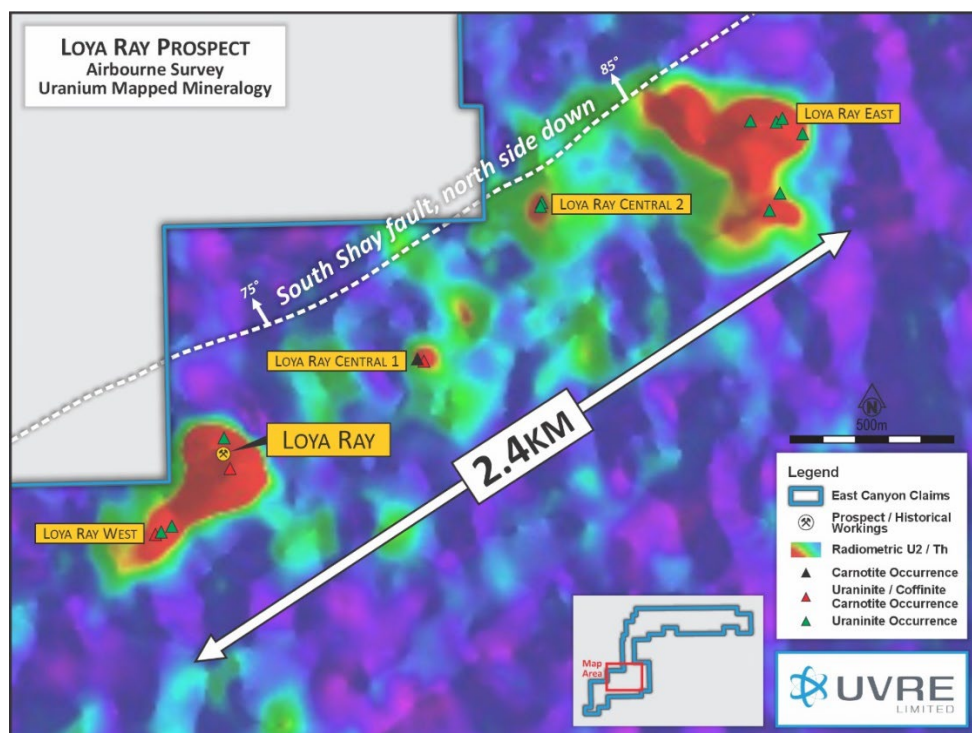 LOYA RAY PROSPECT
Airbourne Survey
Uranium Mapped Mineralogy
85°
South Shay fault, north side down
75°
LOYA RAY EAST
LOYA RAY CENTRAL 2
LOYA RAY CENTRAL 1
LOYA RAY
LOYA RAY WEST
2.4KM
N
500m
Legend
East Canyon Claims
Prospect / Historical
Workings
Radiometric U2 / Th
Carnotite Occurrence
Uraninite / Coffinite
Carnotite Occurrence
Uraninite Occurrence
Map
Area
UVRE
LIMITED